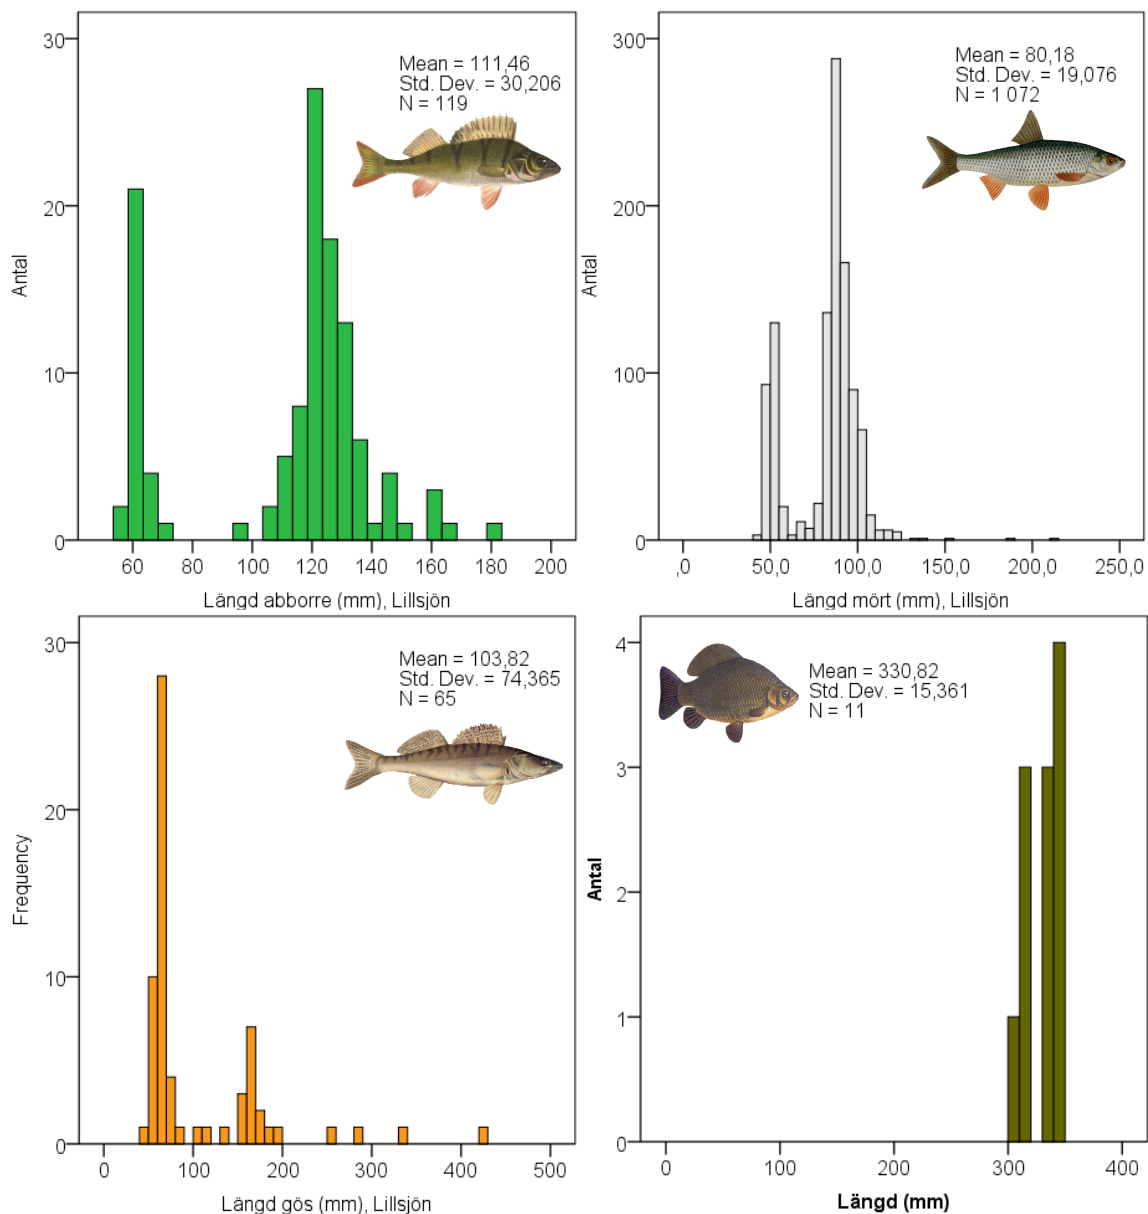 30
20
10
0
Antal
Mean = 111,46
Std. Dev. = 30,206
N = 119
60 80 100 120 140 160 180 200
Längd abborre (mm), Lillsjön
300
200
100
0
Antal
Mean = 80,18
Std. Dev. = 19,076
N = 1 072
,0 50,0 100,0 150,0 200,0 250,0
Längd mört (mm), Lillsjön
30
20
10
0
Frequency
Mean = 103,82
Std. Dev. = 74,365
N = 65
0 100 200 300 400 500
Längd gös (mm), Lillsjön
4
3
2
1
0
Antal
Mean = 330,82
Std. Dev. = 15,361
N = 11
0 100 200 300 400
Längd (mm)